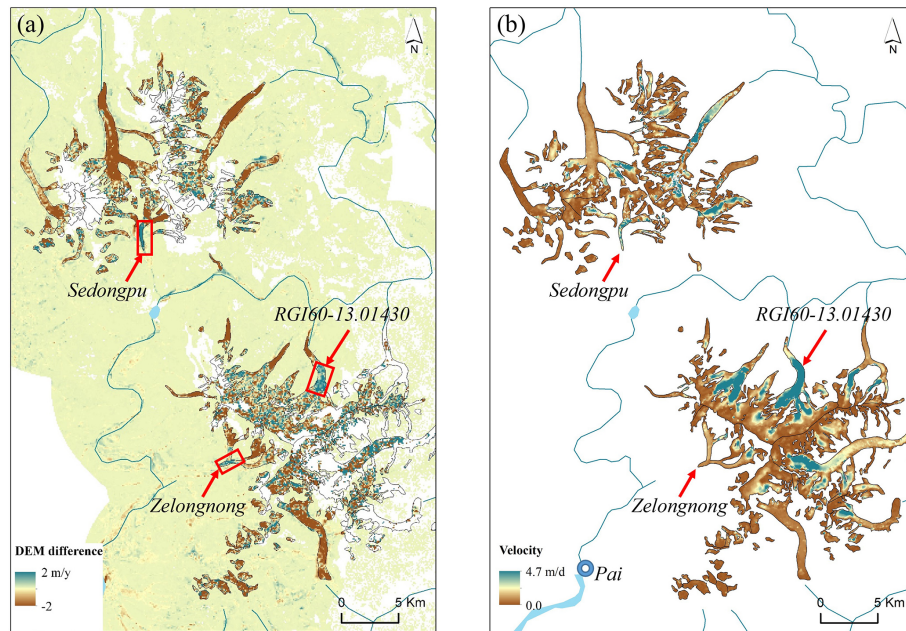 (a)
N
Sedongpu
RGI60-13.01430
Zelongnong
DEM difference
2 m/y
-2
0 5 Km
(b)
N
Sedongpu
RGI60-13.01430
Zelongnong
Velocity
4.7 m/d
0.0
Pai
0 5 Km